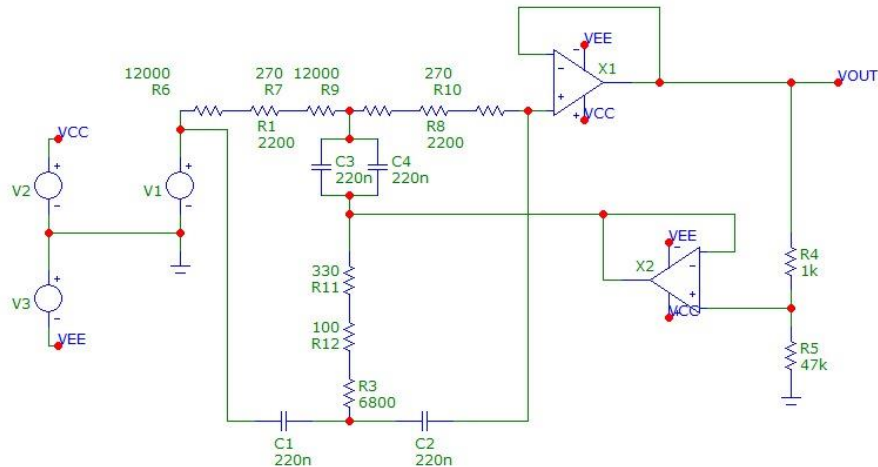 VEE
X1
VCC
VOUT
12000
R6
270
R7
12000
R9
270
R10
R1
2200
R8
2200
VCC
V2
V1
V3
VEE
C3
220n
C4
220n
330
R11
100
R12
R3
6800
C1
220n
C2
220n
VEE
X2
VCC
R4
1k
R5
47k